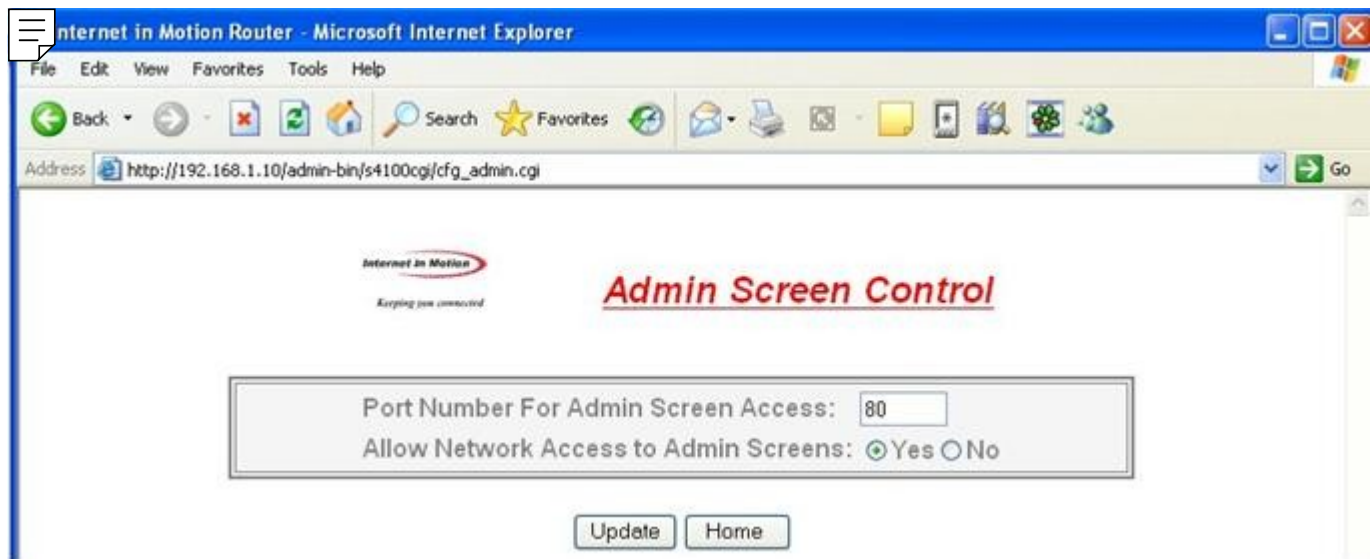 nternet in Motion Router - Microsoft Internet Explorer
File Edit View Favorites Tools Help
Back Search Favorites
Address http://192.168.1.10/admin-bin/s4100cgi/cfg_admin.cgi Go
Internet In Motion
Keeping you connected
Admin Screen Control
Port Number For Admin Screen Access: 80
Allow Network Access to Admin Screens: Yes No
Update Home